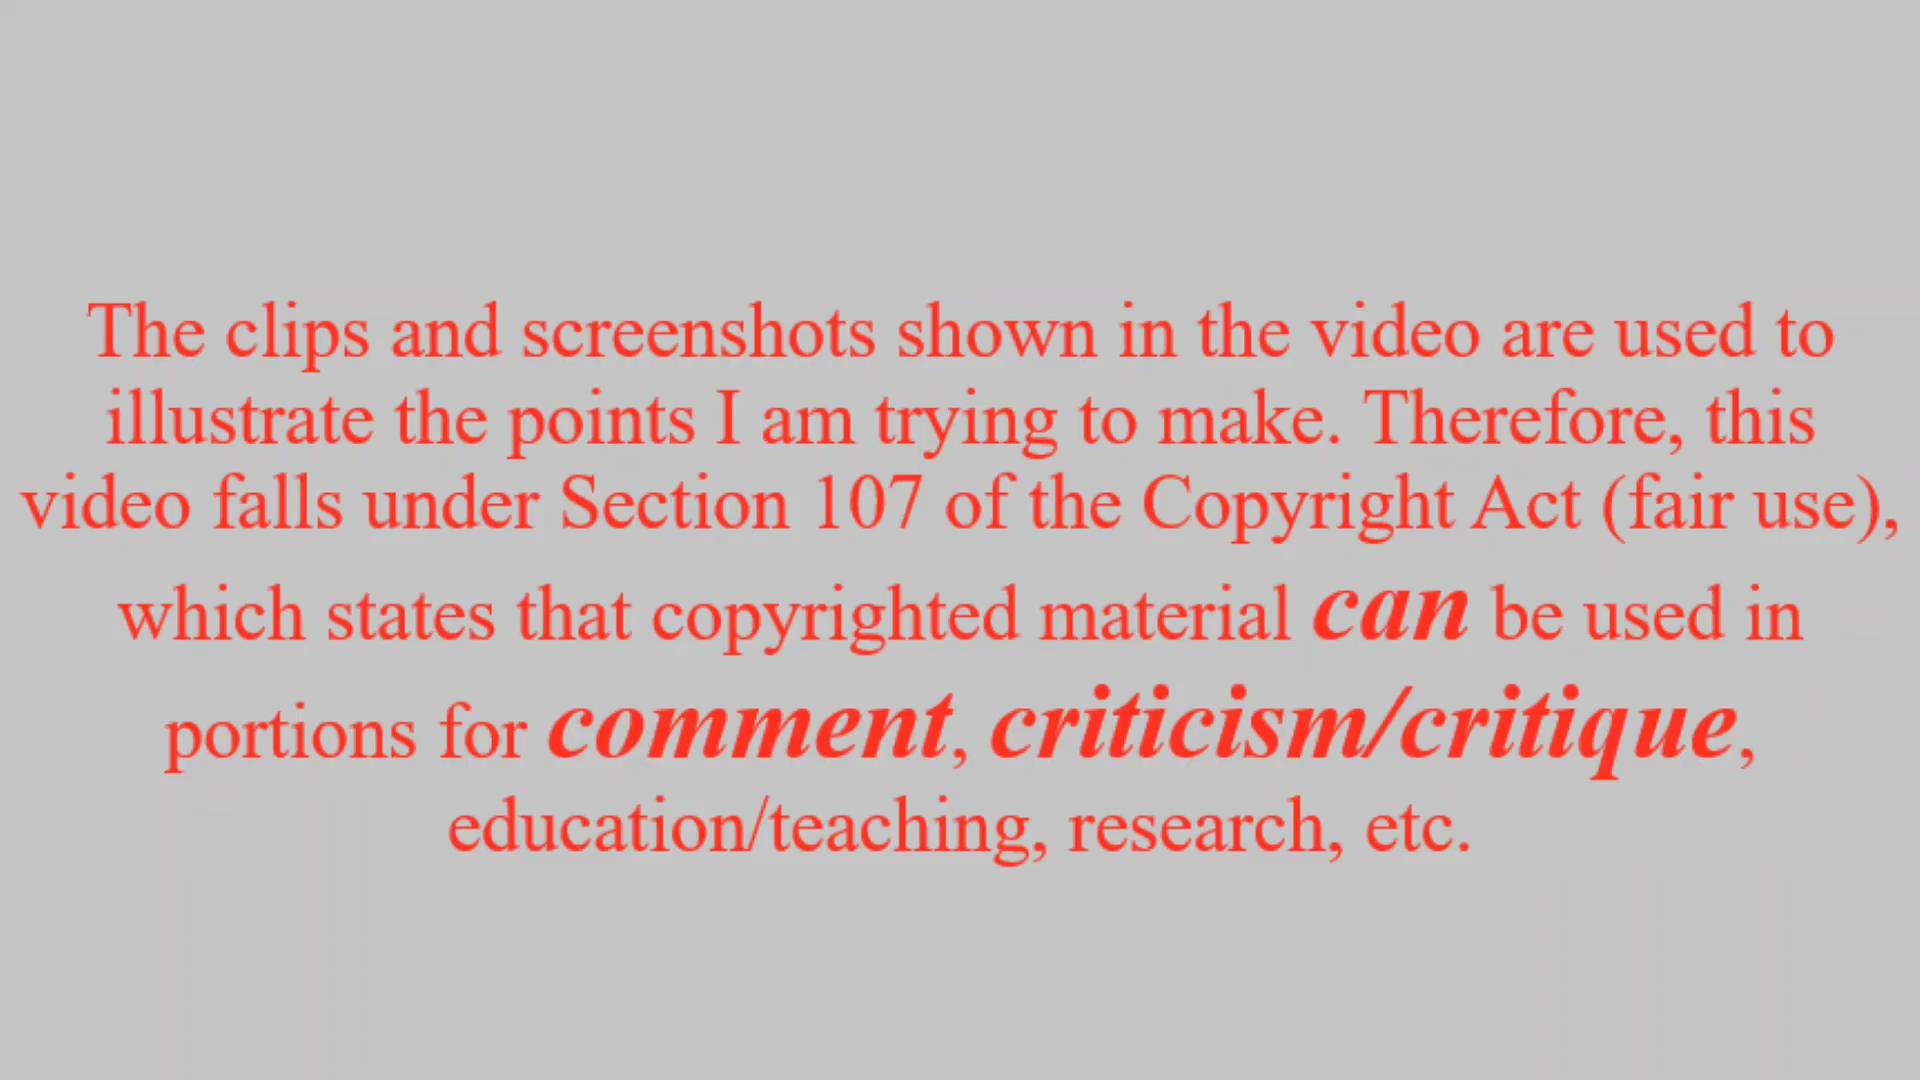 The clips and screenshots shown in the video are used to
illustrate the points I am trying to make. Therefore, this
video falls under Section 107 of the Copyright Act (fair use),
which states that copyrighted material can be used in
portions for comment, criticism/critique,
education/teaching, research, etc.